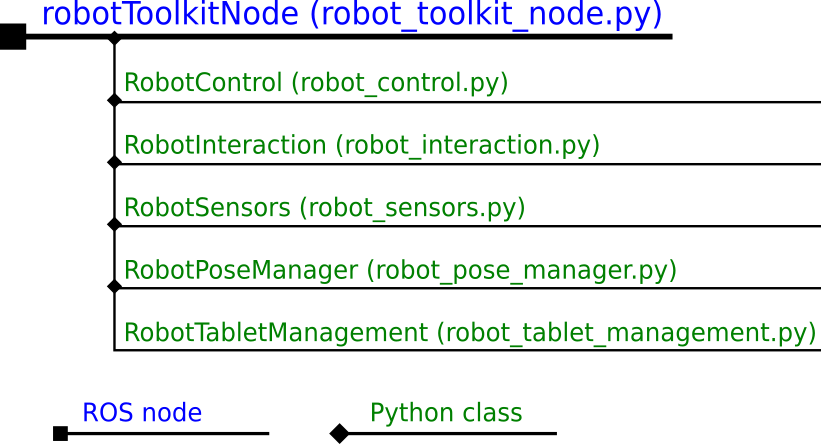 robotToolkitNode (robot_toolkit_node.py)
RobotControl (robot_control.py)
RobotInteraction (robot_interaction.py)
RobotSensors (robot_sensors.py)
RobotPoseManager (robot_pose_manager.py)
RobotTabletManagement (robot_tablet_management.py)
ROS node
Python class